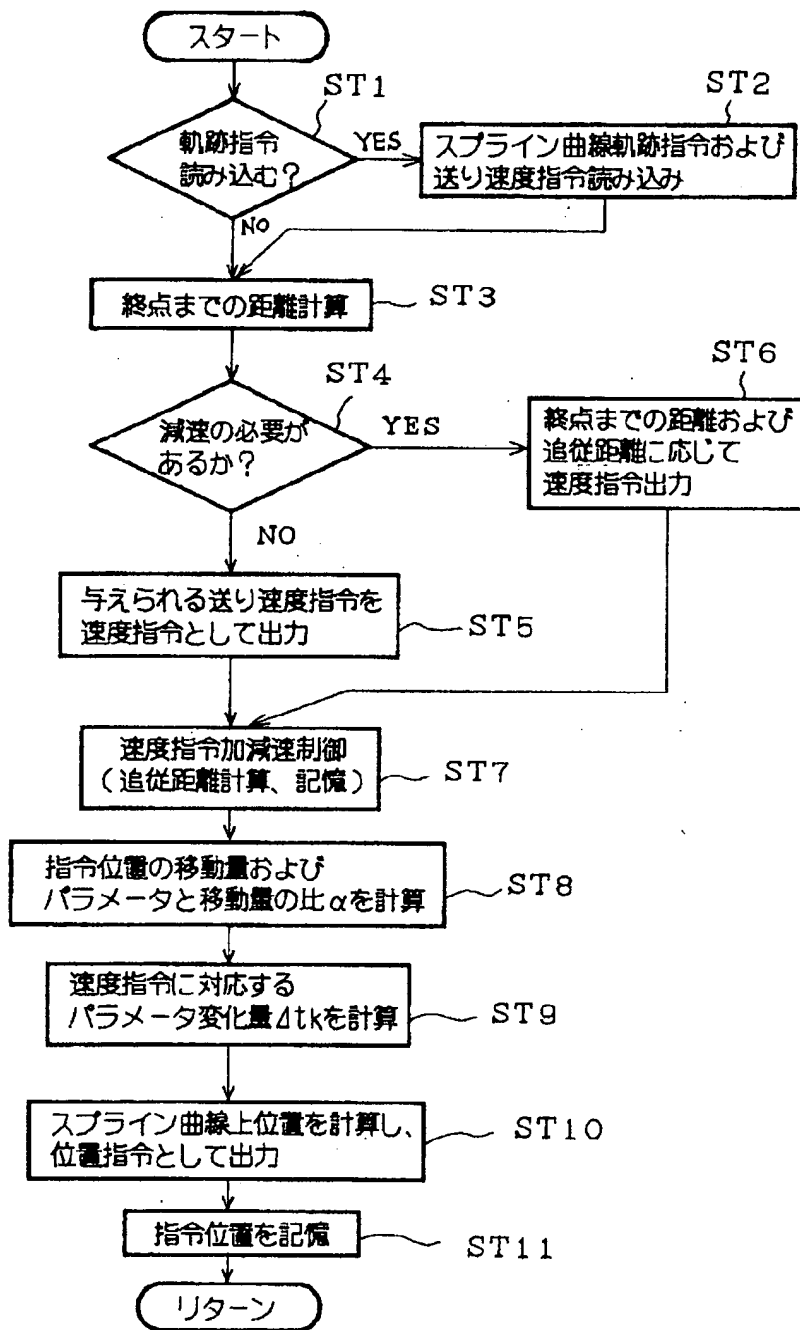 スタート
ST1
軌跡指令
読み込む?
YES
ST2
スプライン曲線軌跡指令および
送り速度指令読み込み
NO
終点までの距離計算
ST3
ST4
減速の必要が
あるか?
YES
ST6
終点までの距離および
追従距離に応じて
速度指令出力
NO
与えられる送り速度指令を
速度指令として出力
ST5
速度指令加減速制御
(追従距離計算、記憶)
ST7
指令位置の移動量および
パラメータと移動量の比αを計算
ST8
速度指令に対応する
パラメータ変化量Δtkを計算
ST9
スプライン曲線上位置を計算し、
位置指令として出力
ST10
指令位置を記憶
ST11
リターン